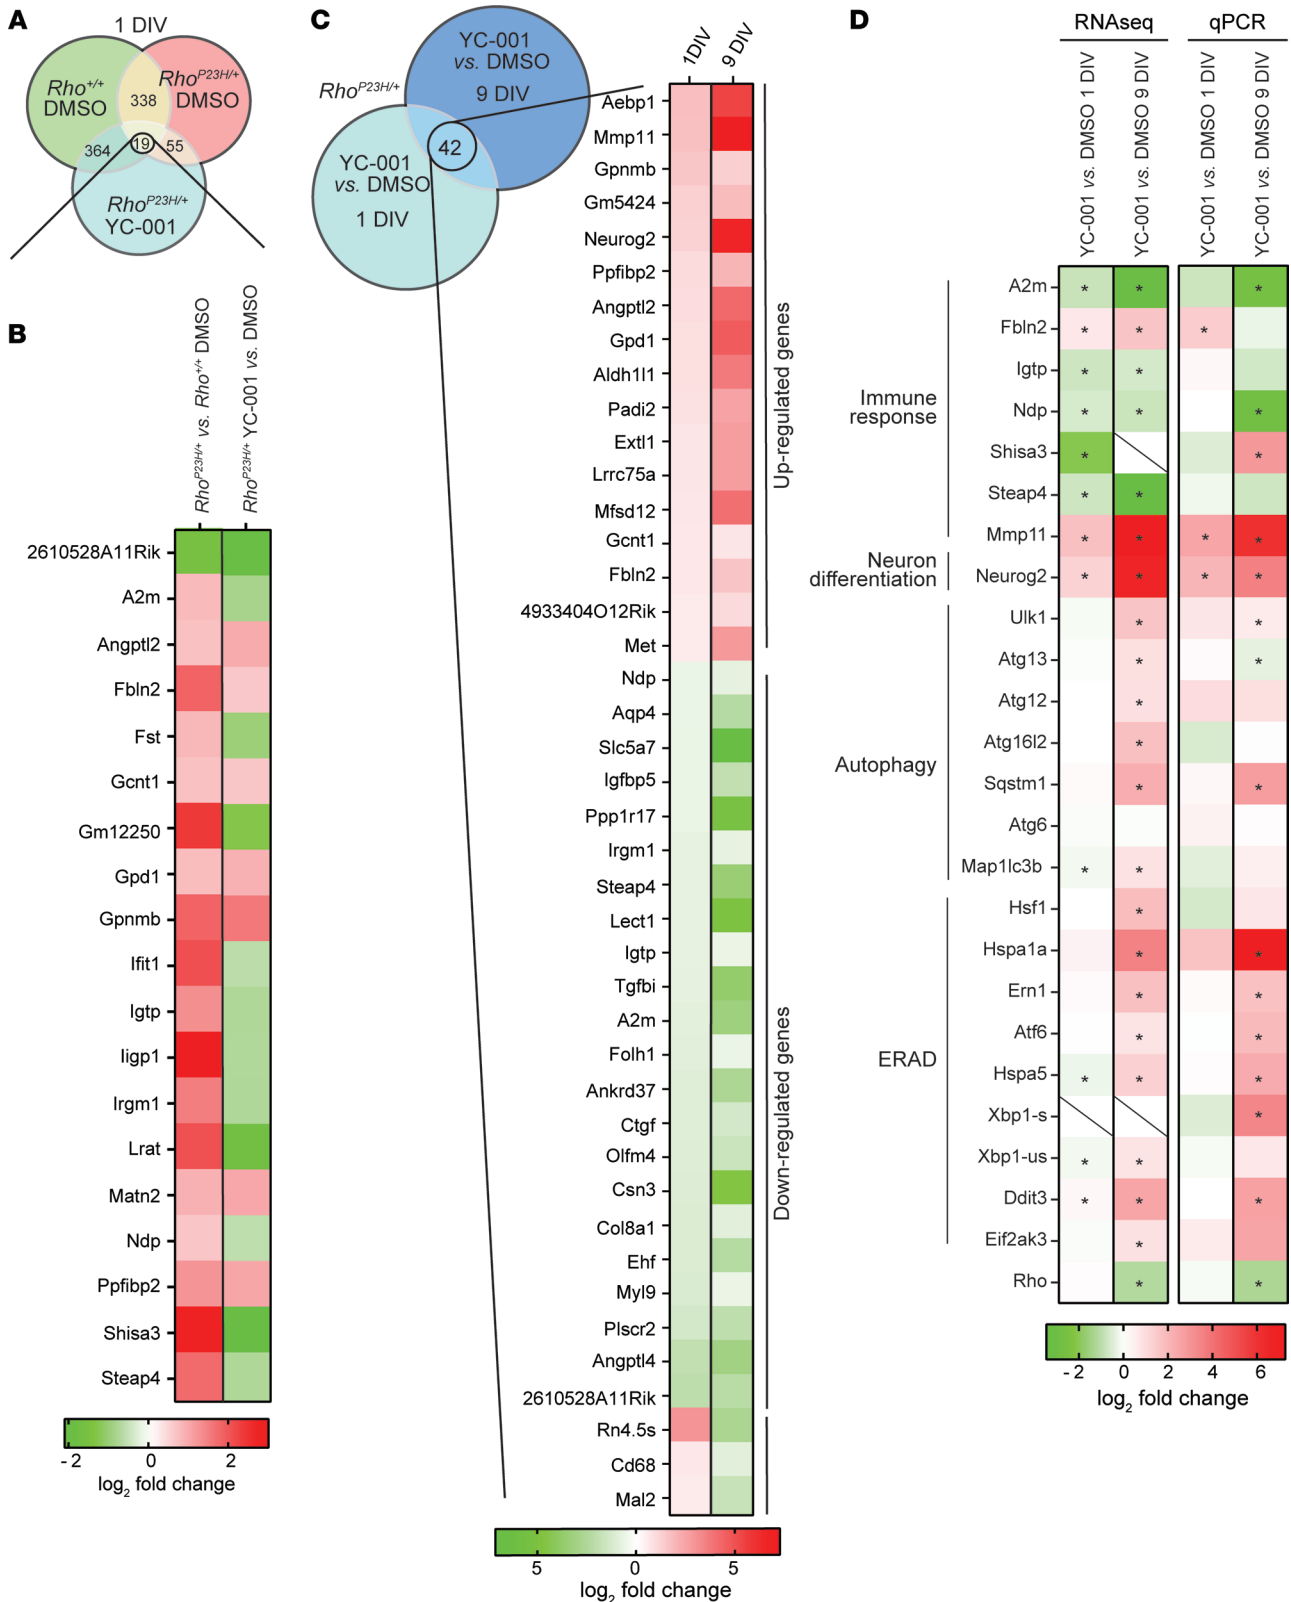 A
1 DIV
Rho+/+
DMSO
RhoP23H/+
DMSO
338
364
19
55
RhoP23H/+
YC-001
B
RhoP23H/+ vs. Rho+/+ DMSO
RhoP23H/+ YC-001 vs. DMSO
2610528A11Rik
A2m
Angptl2
Fbln2
Fst
Gcnt1
Gm12250
Gpd1
Gpnmb
Ifit1
Igtp
Iigp1
Irgm1
Lrat
Matn2
Ndp
Ppfibp2
Shisa3
Steap4
-2 0 2
log2 fold change
C
RhoP23H/+
YC-001
vs. DMSO
9 DIV
42
YC-001
vs. DMSO
1 DIV
1DIV
9 DIV
Aebp1
Mmp11
Gpnmb
Gm5424
Neurog2
Ppfibp2
Angptl2
Gpd1
Aldh1l1
Padi2
Extl1
Lrrc75a
Mfsd12
Gcnt1
Fbln2
4933404O12Rik
Met
Ndp
Aqp4
Slc5a7
Igfbp5
Ppp1r17
Irgm1
Steap4
Lect1
Igtp
Tgfbi
A2m
Folh1
Ankrd37
Ctgf
Olfm4
Csn3
Col8a1
Ehf
Myl9
Plscr2
Angptl4
2610528A11Rik
Rn4.5s
Cd68
Mal2
Up-regulated genes
Down-regulated genes
5 0 5
log2 fold change
D
RNAseq
qPCR
YC-001 vs. DMSO 1 DIV
YC-001 vs. DMSO 9 DIV
YC-001 vs. DMSO 1 DIV
YC-001 vs. DMSO 9 DIV
Immune
response
Neuron
differentiation
Autophagy
ERAD
A2m * * *
Fbln2 * * *
Igtp * *
Ndp * * *
Shisa3 * *
Steap4 * *
Mmp11 * * * *
Neurog2 * * * *
Ulk1 * *
Atg13 * *
Atg12 *
Atg16l2 *
Sqstm1 * *
Atg6
Map1lc3b * *
Hsf1 *
Hspa1a * *
Ern1 * *
Atf6 * *
Hspa5 * * *
Xbp1-s *
Xbp1-us * *
Ddit3 * * *
Eif2ak3 *
Rho * *
-2 0 2 4 6
log2 fold change